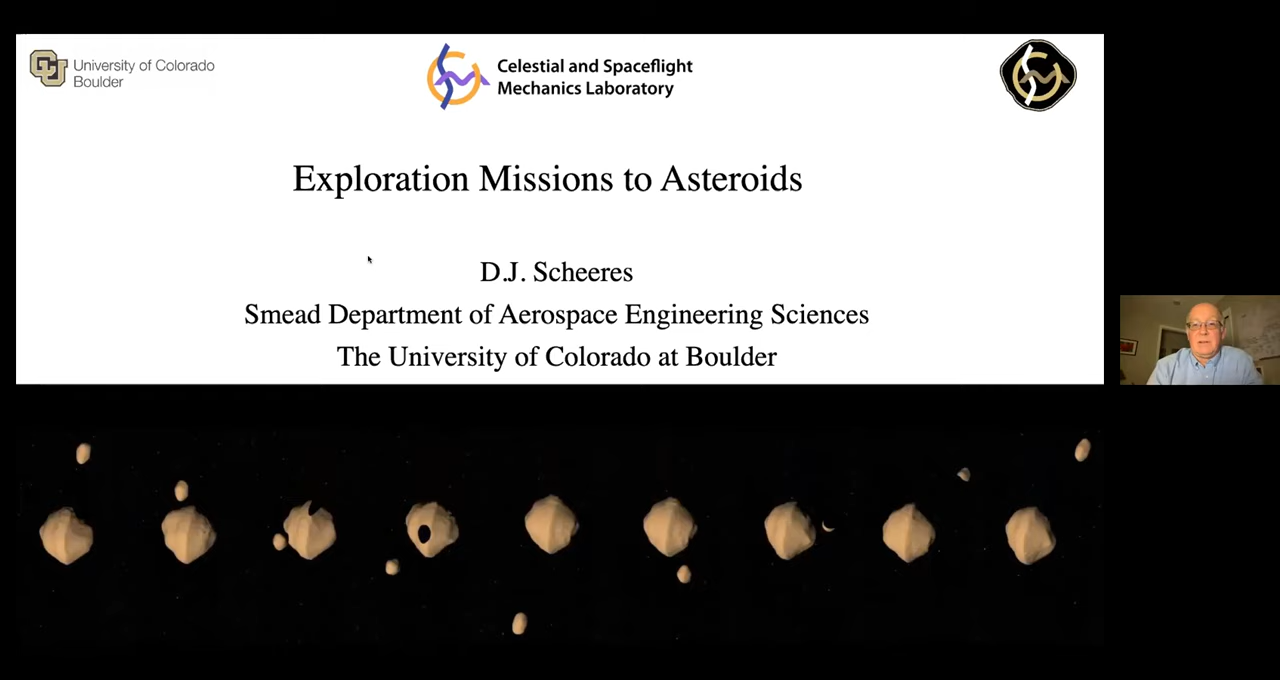 University of Colorado
Boulder
Celestial and Spaceflight
Mechanics Laboratory
Exploration Missions to Asteroids
D.J. Scheeres
Smead Department of Aerospace Engineering Sciences
The University of Colorado at Boulder